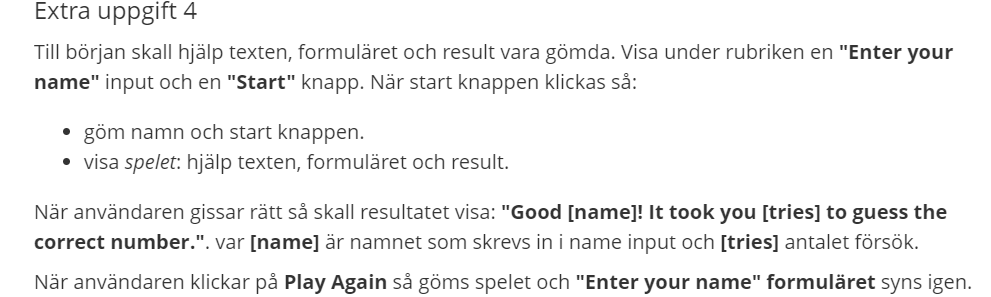 Extra uppgift 4
Till början skall hjälp texten, formuläret och result vara gömda. Visa under rubriken en "Enter your
name" input och en "Start" knapp. När start knappen klickas så:
• göm namn och start knappen.
• visa spelet: hjälp texten, formuläret och result.
När användaren gissar rätt så skall resultatet visa: "Good [name]! It took you [tries] to guess the
correct number.". var [name] är namnet som skrevs in i name input och [tries] antalet försök.
När användaren klickar på Play Again så göms spelet och "Enter your name" formuläret syns igen.